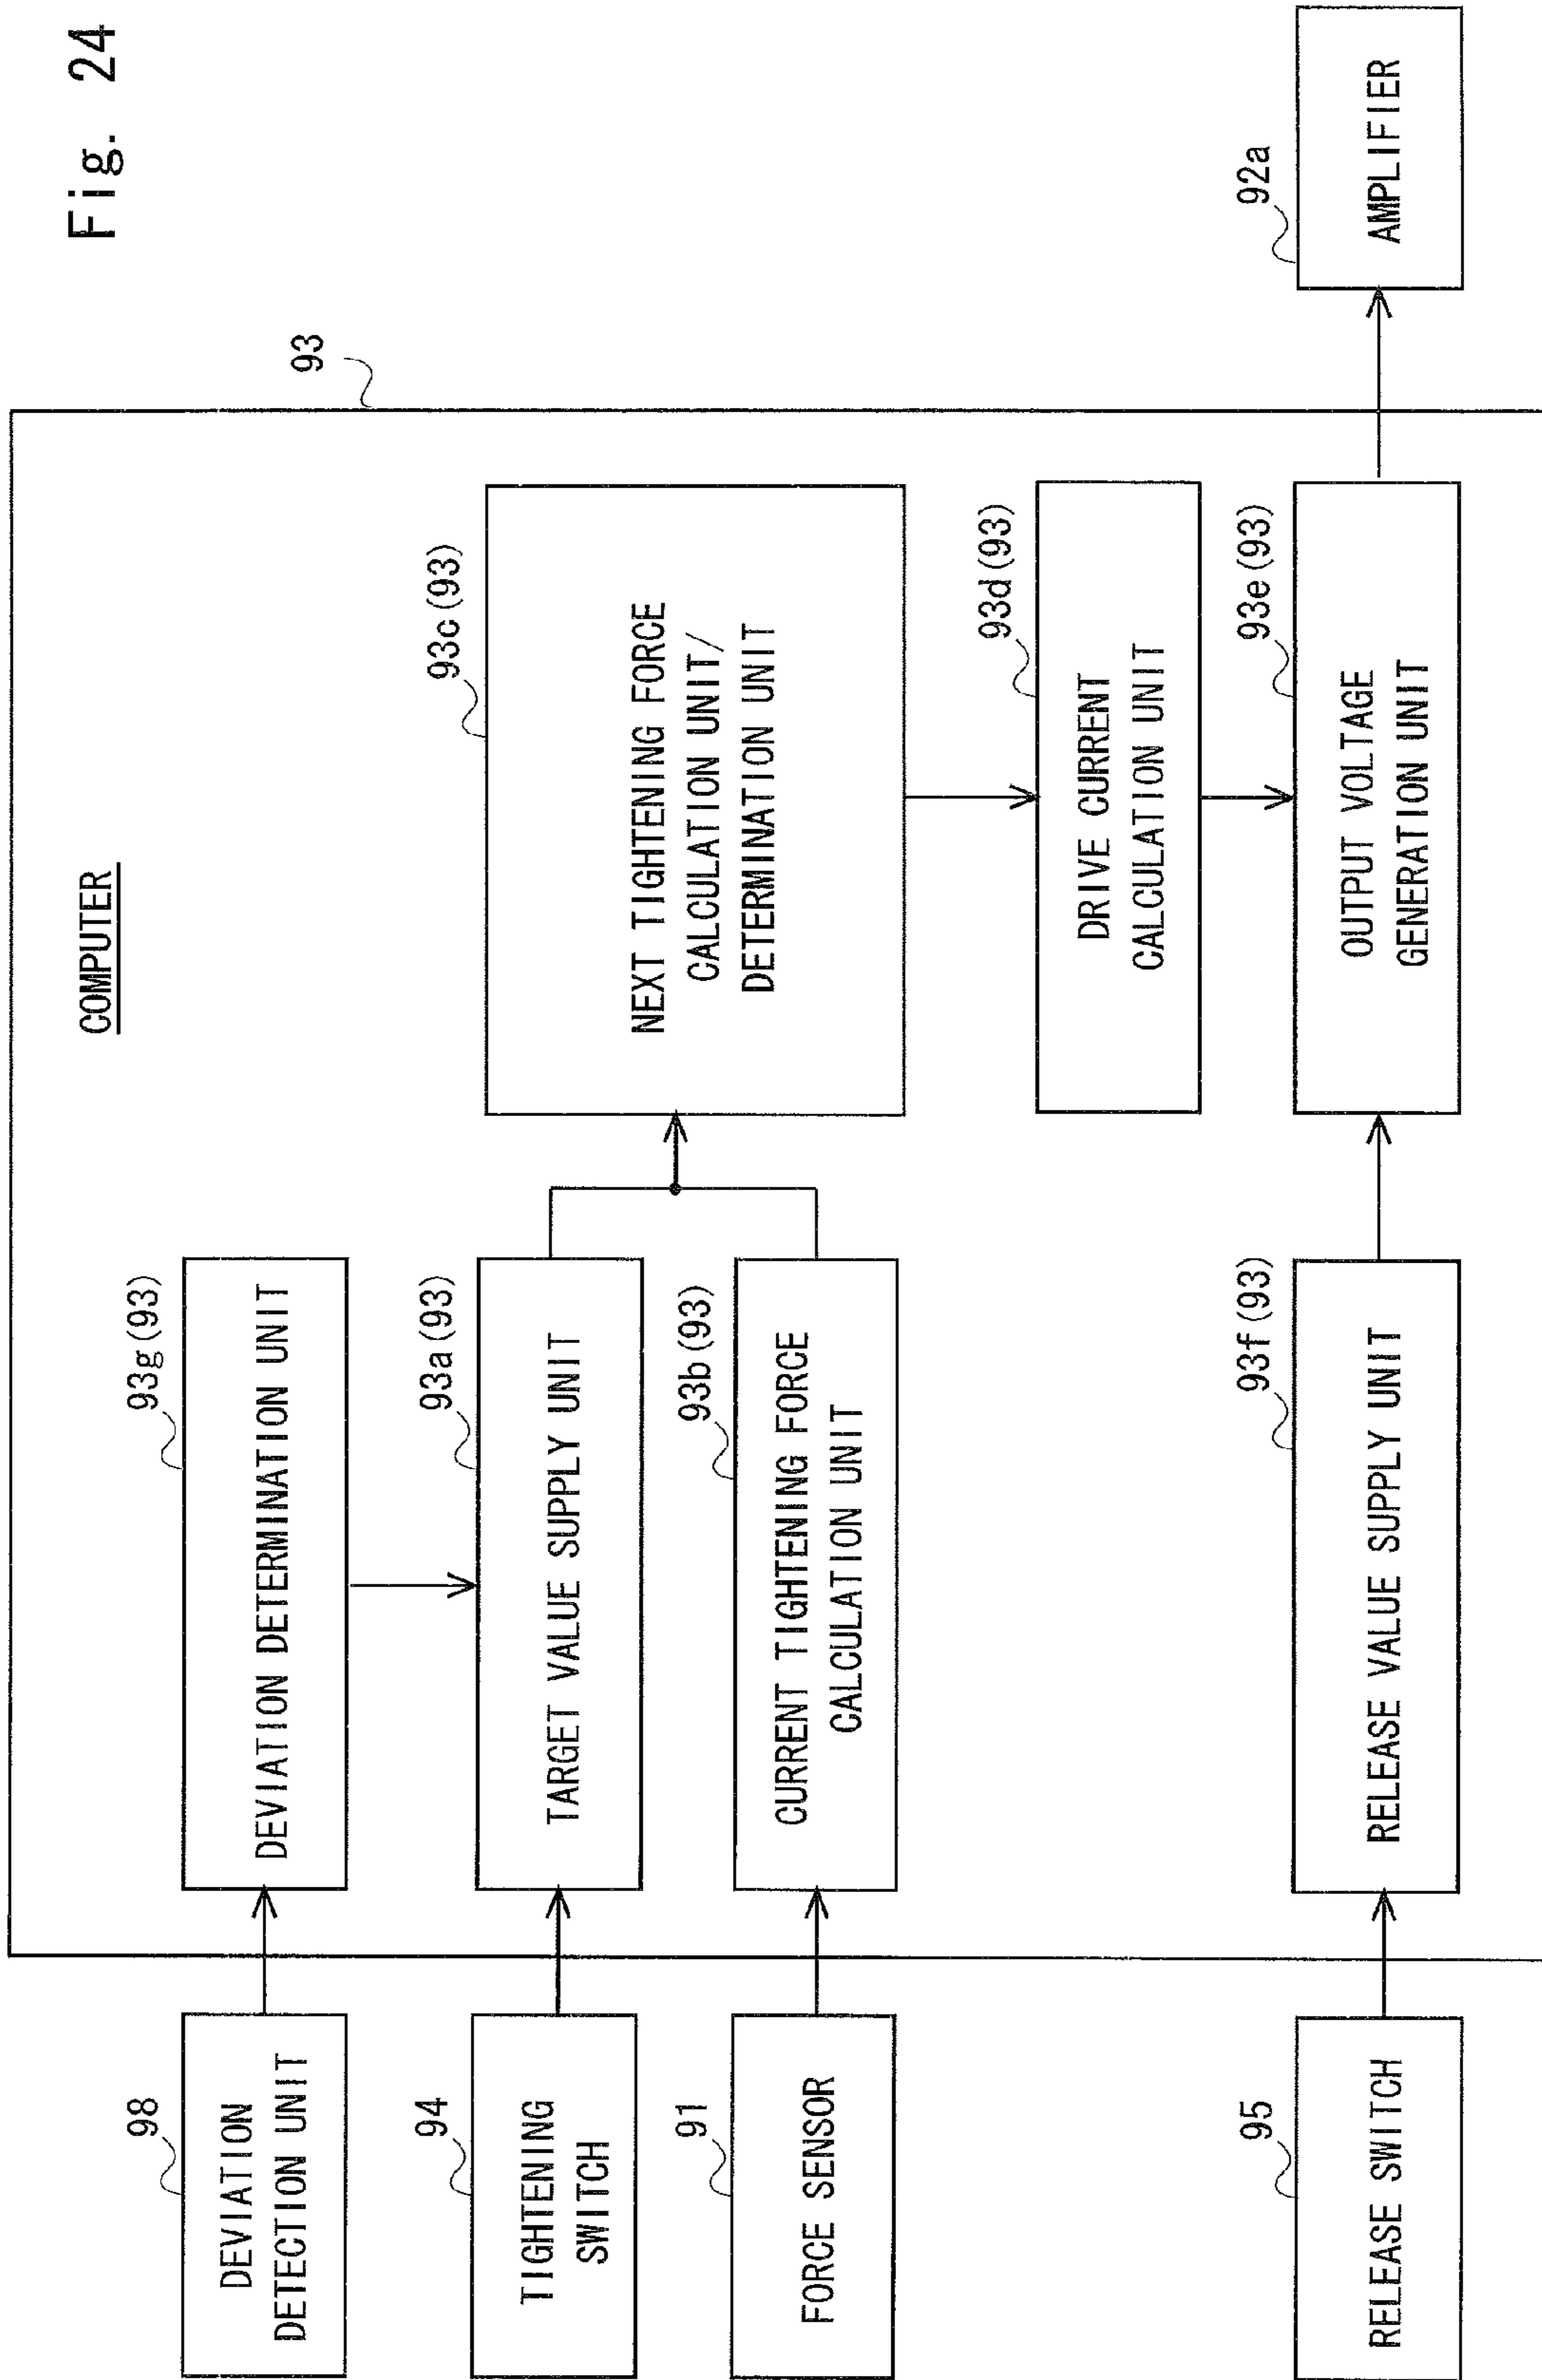 Fig. 24
COMPUTER
93
98
DEVIATION
DETECTION UNIT
93g(93)
DEVIATION DETERMINATION UNIT
94
TIGHTENING
SWITCH
93a(93)
TARGET VALUE SUPPLY UNIT
91
FORCE SENSOR
93b(93)
CURRENT TIGHTENING FORCE
CALCULATION UNIT
93c(93)
NEXT TIGHTENING FORCE
CALCULATION UNIT/
DETERMINATION UNIT
93d(93)
DRIVE CURRENT
CALCULATION UNIT
95
RELEASE SWITCH
93f(93)
RELEASE VALUE SUPPLY UNIT
93e(93)
OUTPUT VOLTAGE
GENERATION UNIT
92a
AMPLIFIER